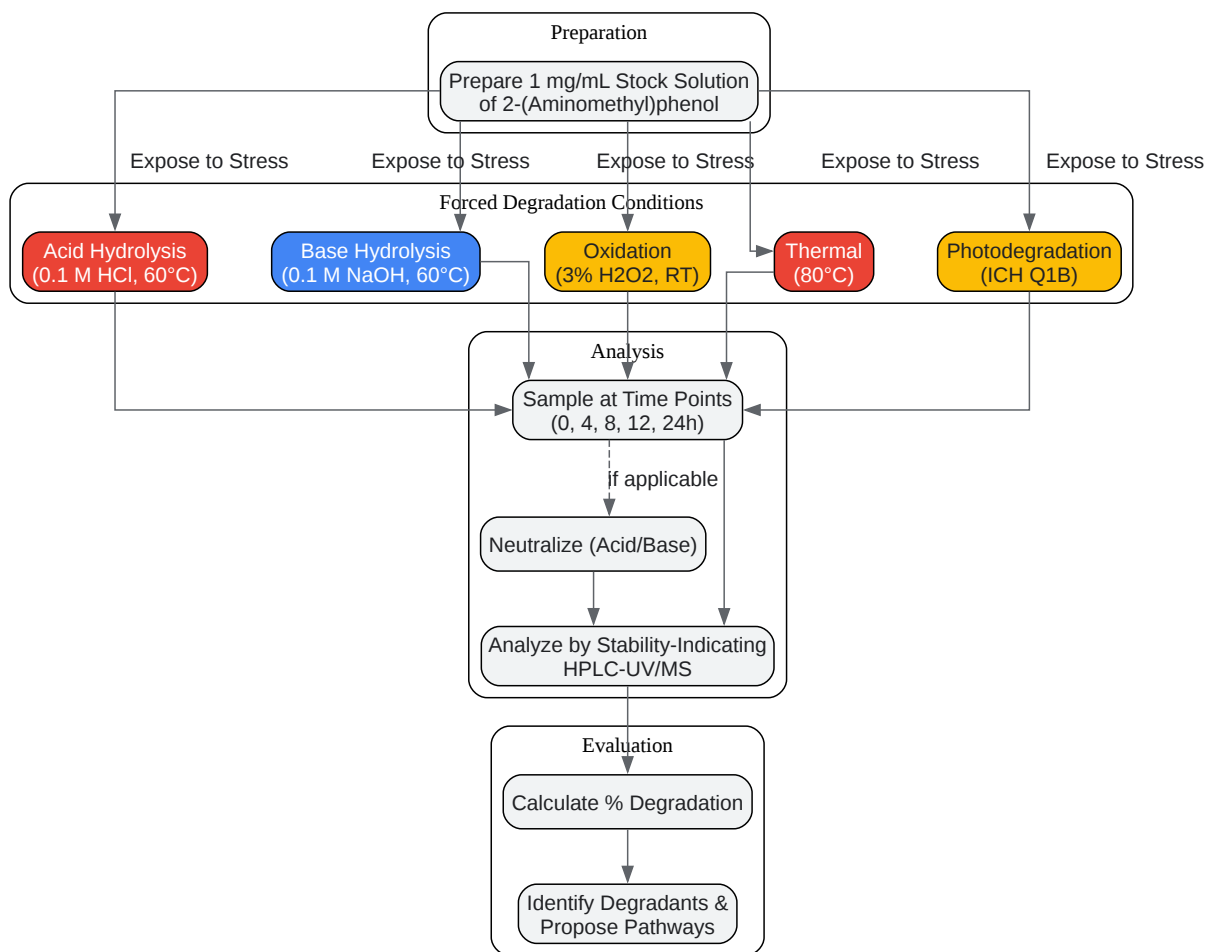 Preparation
Prepare 1 mg/mL Stock Solution
of 2-(Aminomethyl)phenol
Expose to Stress
Expose to Stress
Expose to Stress
Expose to Stress
Expose to Stress
Forced Degradation Conditions
Acid Hydrolysis
(0.1 M HCl, 60°C)
Base Hydrolysis
(0.1 M NaOH, 60°C)
Oxidation
(3% H2O2, RT)
Thermal
(80°C)
Photodegradation
(ICH Q1B)
Analysis
Sample at Time Points
(0, 4, 8, 12, 24h)
if applicable
Neutralize (Acid/Base)
Analyze by Stability-Indicating
HPLC-UV/MS
Evaluation
Calculate % Degradation
Identify Degradants &
Propose Pathways